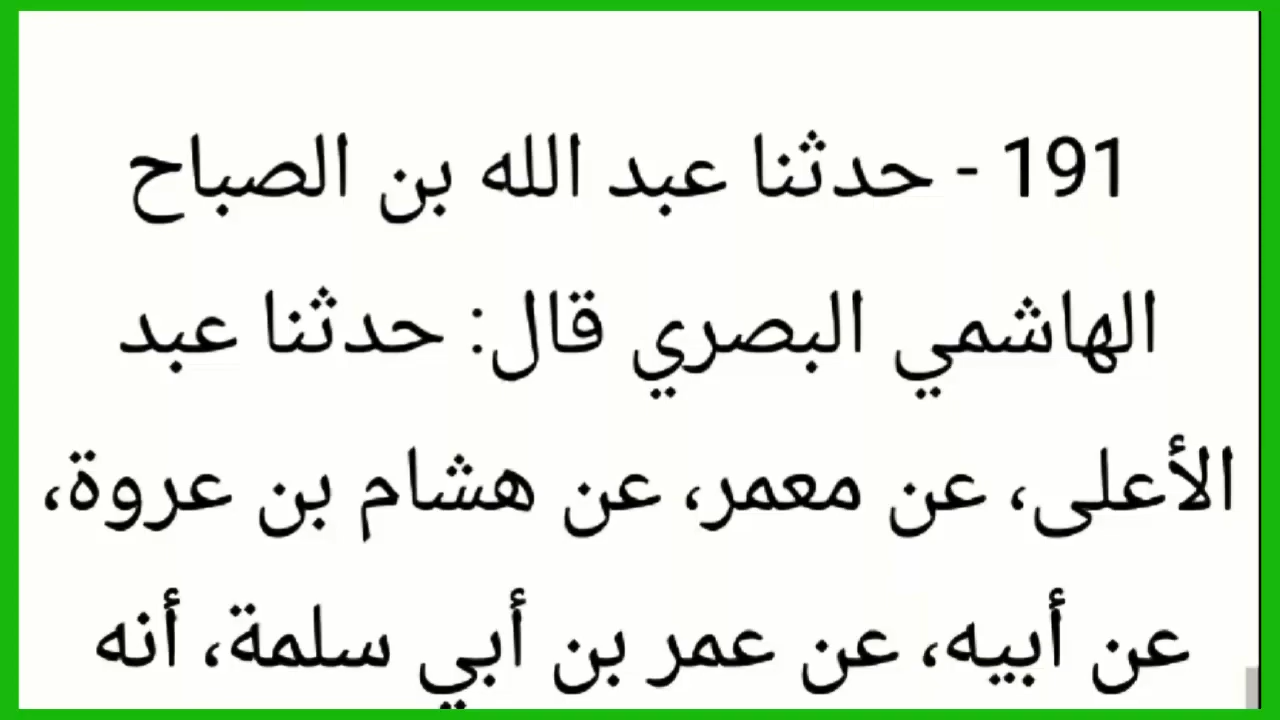 191 - حدثنا عبد الله بن الصباح
الهاشمي البصري قال: حدثنا عبد
الأعلى، عن معمر، عن هشام بن عروة،
عن أبيه، عن عمر بن أبي سلمة، أنه